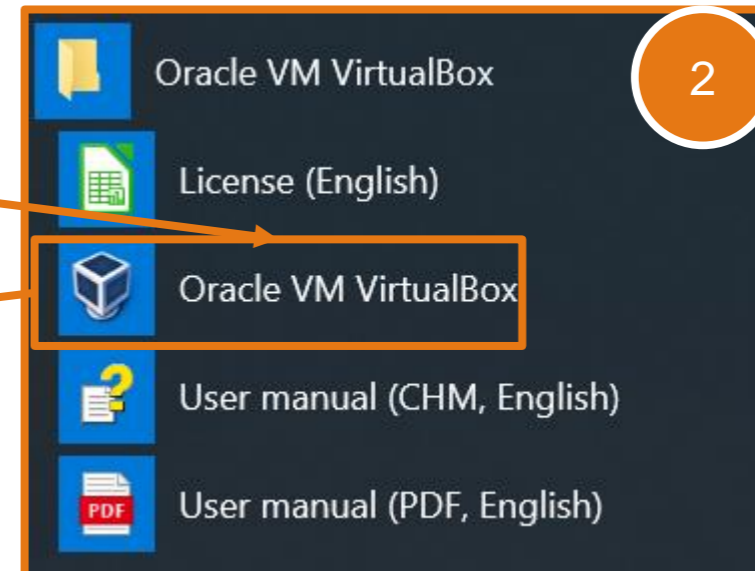 Oracle VM VirtualBox
2
License (English)
Oracle VM VirtualBox
User manual (CHM, English)
PDF
User manual (PDF, English)